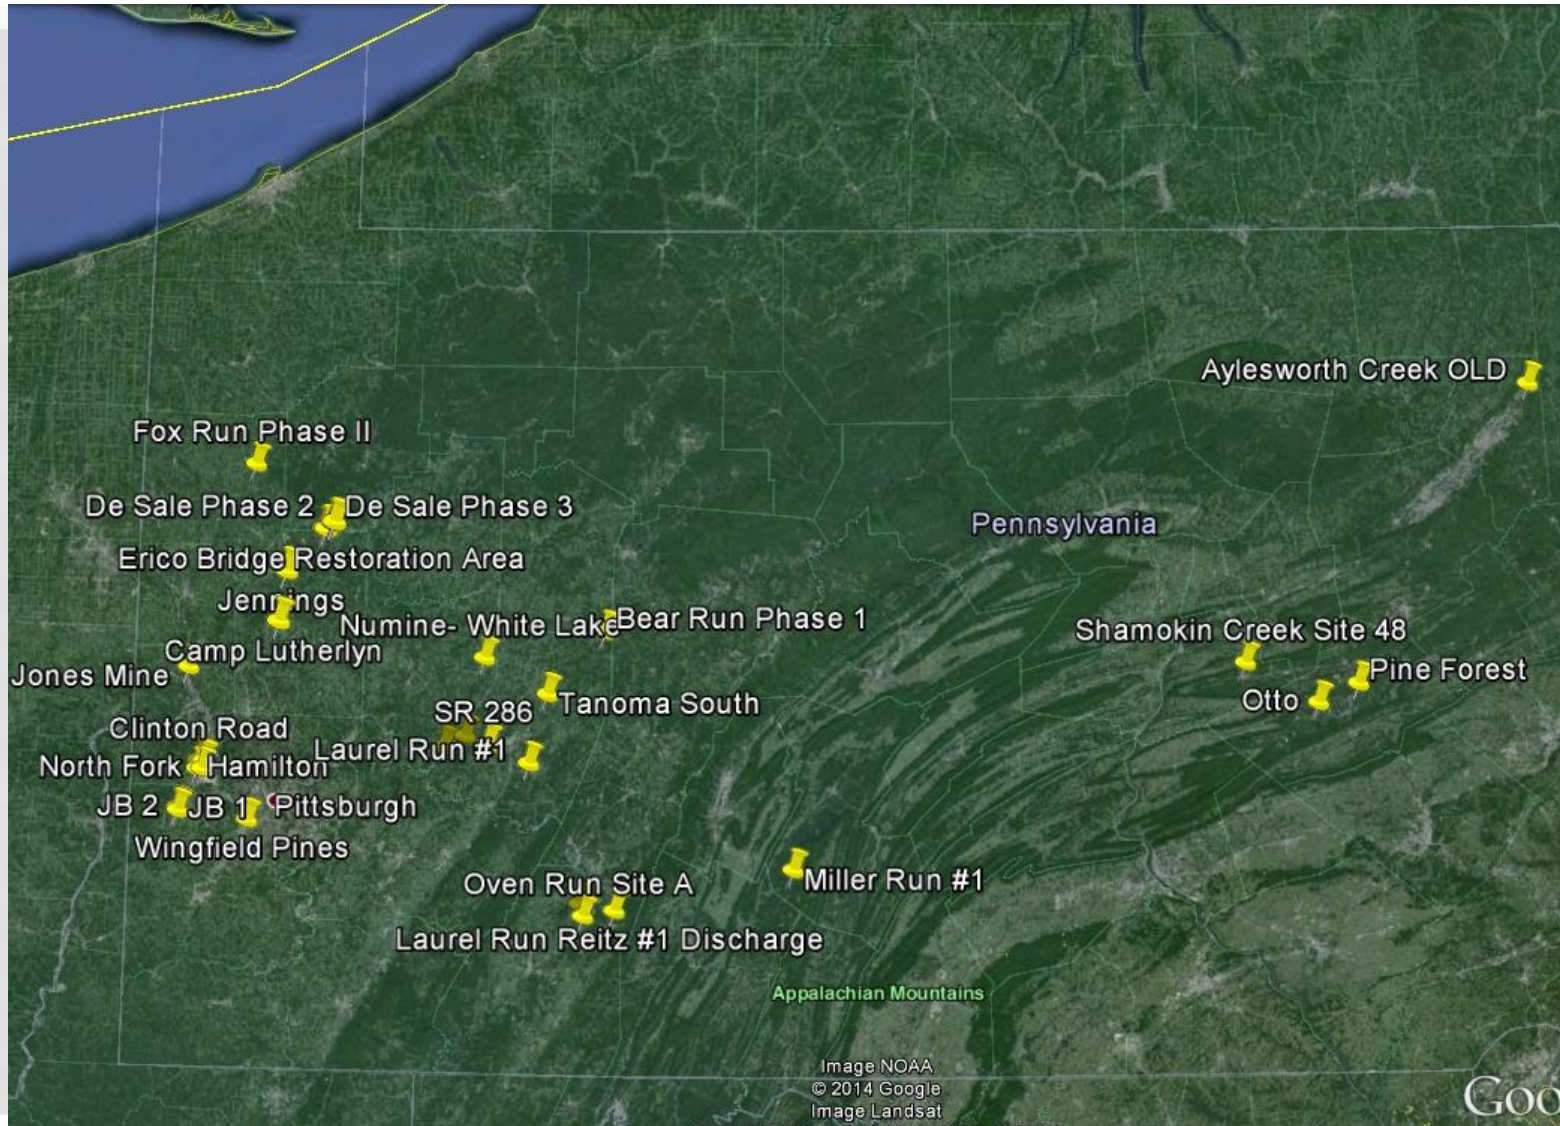 Aylesworth Creek OLD
Fox Run Phase II
De Sale Phase 2
De Sale Phase 3
Pennsylvania
Erico Bridge Restoration Area
Jennings
Numine- White Lake
Bear Run Phase 1
Shamokin Creek Site 48
Camp Lutherlyn
Jones Mine
Pine Forest
Otto
Tanoma South
SR 286
Clinton Road
Laurel Run #1
North Fork
Hamilton
JB 2
JB 1
Pittsburgh
Wingfield Pines
Miller Run #1
Oven Run Site A
Laurel Run Reitz #1 Discharge
Appalachian Mountains
Image NOAA
© 2014 Google
Image Landsat
Goo